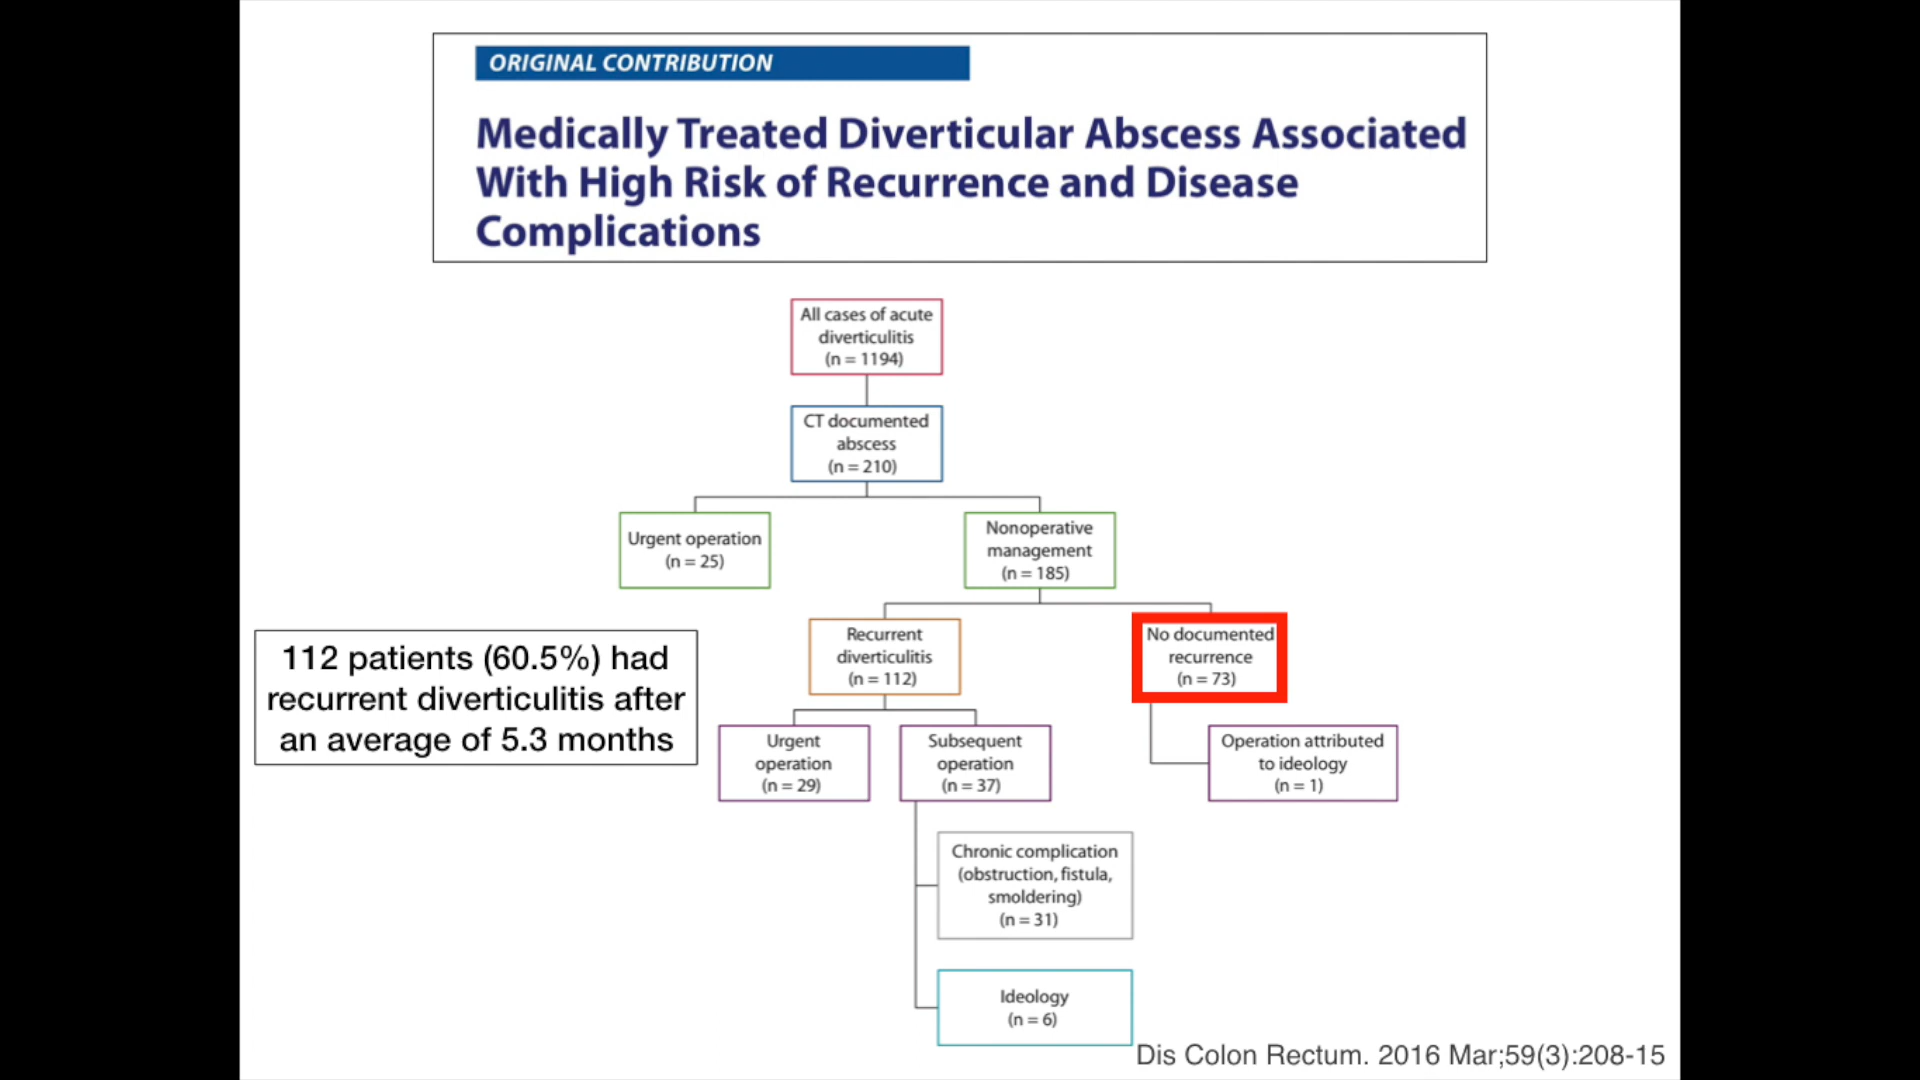 ORIGINAL CONTRIBUTION
Medically Treated Diverticular Abscess Associated
With High Risk of Recurrence and Disease
Complications
All cases of acute
diverticulitis
(n = 1194)
CT documented
abscess
(n = 210)
Urgent operation
(n = 25)
Nonoperative
management
(n = 185)
112 patients (60.5%) had
recurrent diverticulitis after
an average of 5.3 months
Recurrent
diverticulitis
(n = 112)
No documented
recurrence
(n = 73)
Urgent
operation
(n = 29)
Subsequent
operation
(n = 37)
Operation attributed
to ideology
(n = 1)
Chronic complication
(obstruction, fistula,
smoldering)
(n = 31)
Ideology
(n = 6)
Dis Colon Rectum. 2016 Mar;59(3):208-15